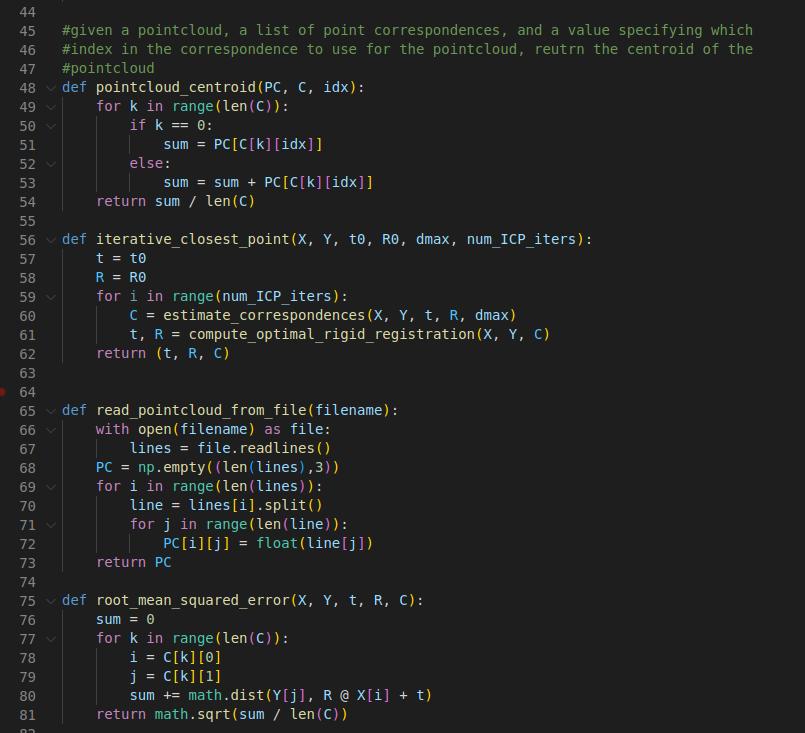 44
45 #given a pointcloud, a list of point correspondences, and a value specifying which
46 #index in the correspondence to use for the pointcloud, reutrn the centroid of the
47 #pointcloud
48 def pointcloud_centroid(PC, C, idx):
49     for k in range(len(C)):
50         if k == 0:
51             sum = PC[C[k][idx]]
52         else:
53             sum = sum + PC[C[k][idx]]
54     return sum / len(C)
55
56 def iterative_closest_point(X, Y, t0, R0, dmax, num_ICP_iters):
57     t = t0
58     R = R0
59     for i in range(num_ICP_iters):
60         C = estimate_correspondences(X, Y, t, R, dmax)
61         t, R = compute_optimal_rigid_registration(X, Y, C)
62     return (t, R, C)
63
64
65 def read_pointcloud_from_file(filename):
66     with open(filename) as file:
67         lines = file.readlines()
68     PC = np.empty((len(lines),3))
69     for i in range(len(lines)):
70         line = lines[i].split()
71         for j in range(len(line)):
72             PC[i][j] = float(line[j])
73     return PC
74
75 def root_mean_squared_error(X, Y, t, R, C):
76     sum = 0
77     for k in range(len(C)):
78         i = C[k][0]
79         j = C[k][1]
80         sum += math.dist(Y[j], R @ X[i] + t)
81     return math.sqrt(sum / len(C))